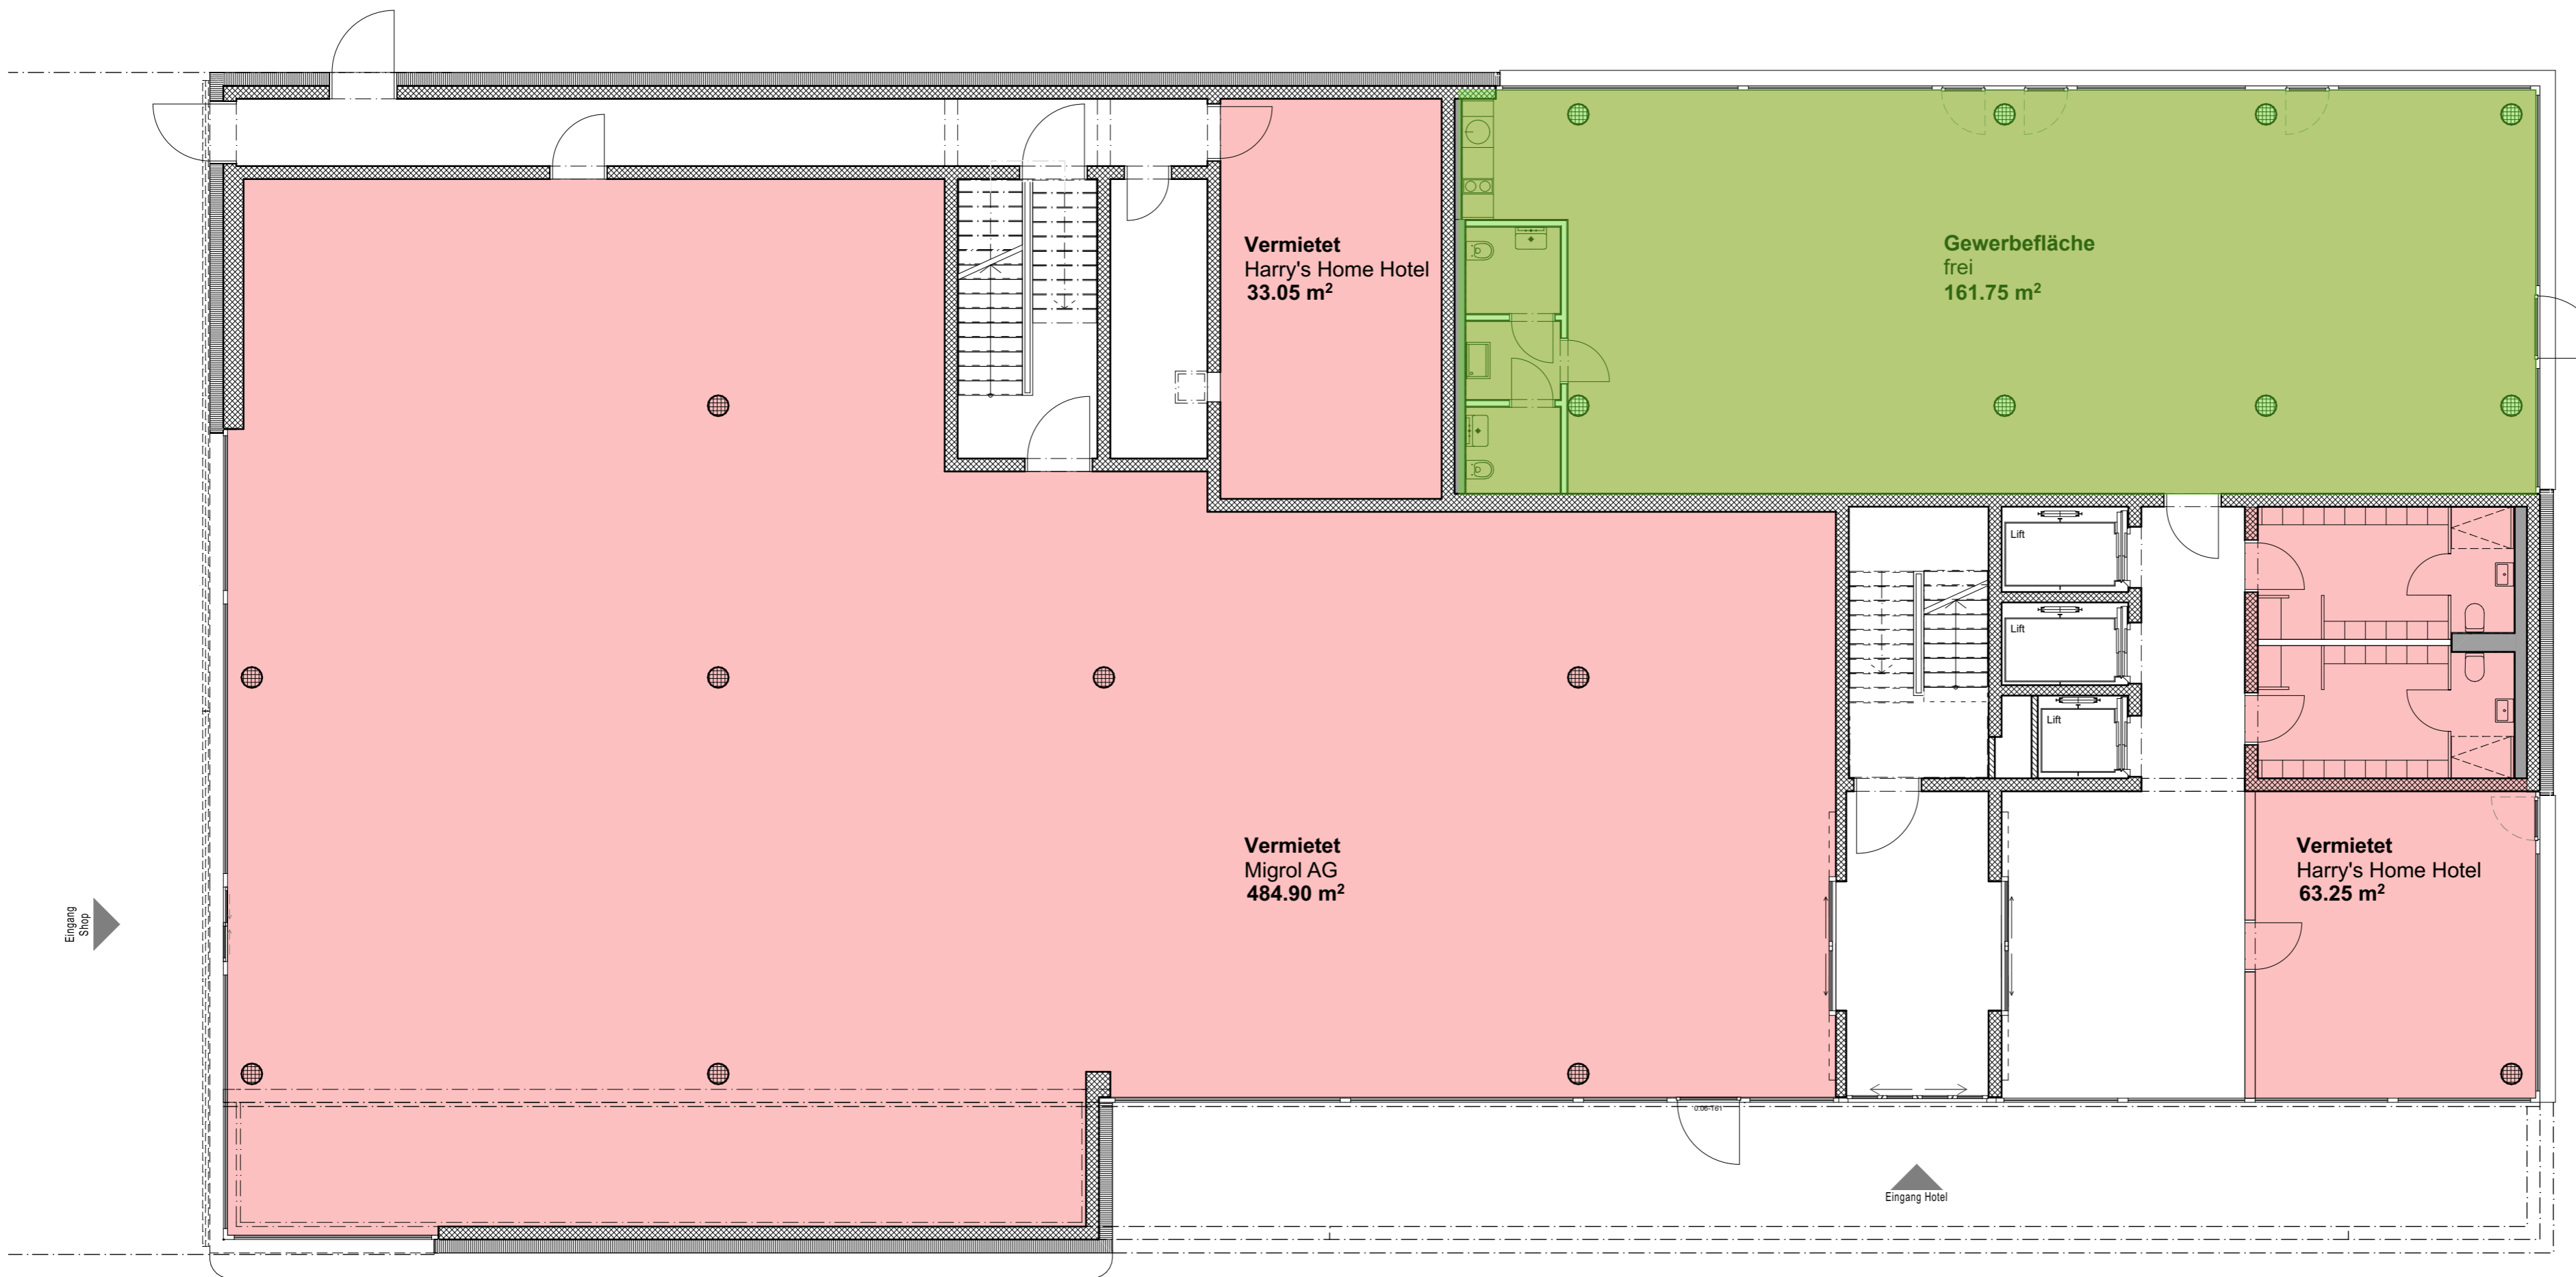 Vermietet
Harry's Home Hotel
33.05 m²
Gewerbefläche
frei
161.75 m²
Lift
Lift
Lift
Vermietet
Migrol AG
484.90 m²
Vermietet
Harry's Home Hotel
63.25 m²
Eingang
Shop
Eingang Hotel